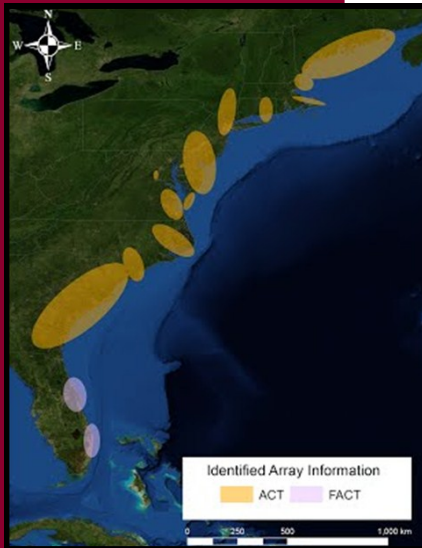 N
W E
S
Identified Array Information
ACT FACT
0 250 500 1,000 km